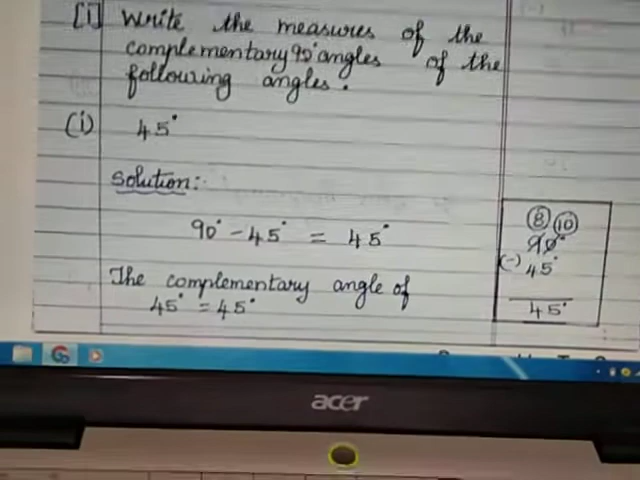 [1] Write the measures of the
complementary 90° angles of the
following angles.
(i) 45°
Solution:-
90° - 45° = 45°
The complementary angle of
45° = 45°
8 10
90°
(-) 45°
45°
acer